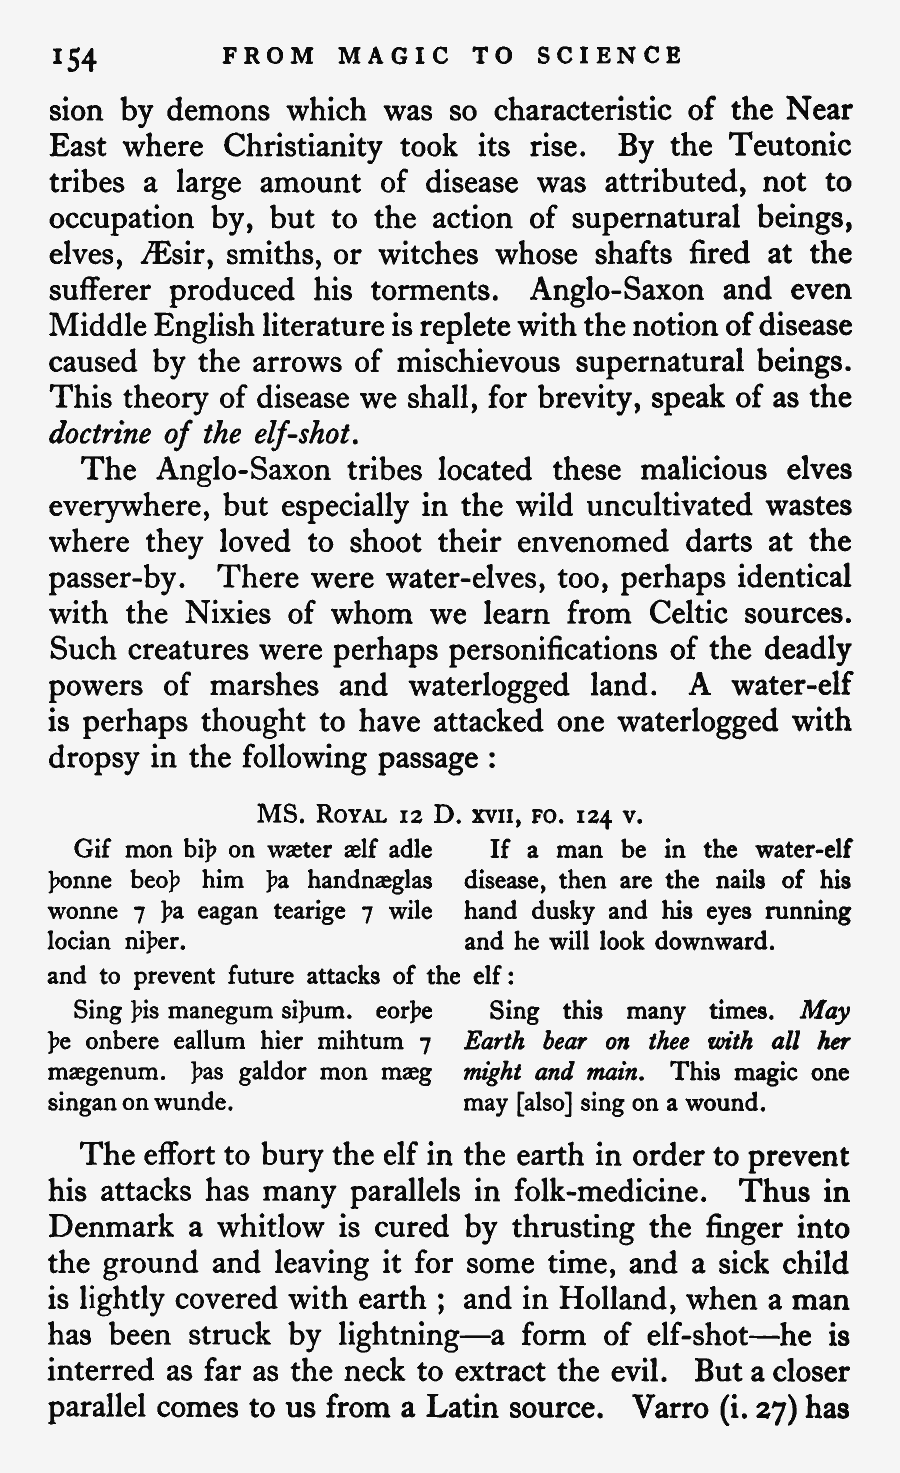 154 FROM MAGIC TO SCIENCE
sion by demons which was so characteristic of the Near
East where Christianity took its rise. By the Teutonic
tribes a large amount of disease was attributed, not to
occupation by, but to the action of supernatural beings,
elves, Æsir, smiths, or witches whose shafts fired at the
sufferer produced his torments. Anglo-Saxon and even
Middle English literature is replete with the notion of disease
caused by the arrows of mischievous supernatural beings.
This theory of disease we shall, for brevity, speak of as the
doctrine of the elf-shot.
The Anglo-Saxon tribes located these malicious elves
everywhere, but especially in the wild uncultivated wastes
where they loved to shoot their envenomed darts at the
passer-by. There were water-elves, too, perhaps identical
with the Nixies of whom we learn from Celtic sources.
Such creatures were perhaps personifications of the deadly
powers of marshes and waterlogged land. A water-elf
is perhaps thought to have attacked one waterlogged with
dropsy in the following passage :
MS. ROYAL 12 D. XVII, FO. 124 V.
Gif mon biþ on wæter ælf adle
þonne beoþ him þa handnæglas
wonne 7 þa eagan tearige 7 wile
locian niþer.
If a man be in the water-elf
disease, then are the nails of his
hand dusky and his eyes running
and he will look downward.
and to prevent future attacks of the elf :
Sing þis manegum siþum. eorþe
þe onbere eallum hier mihtum 7
mægenum. þas galdor mon mæg
singan on wunde.
Sing this many times. May
Earth bear on thee with all her
might and main. This magic one
may [also] sing on a wound.
The effort to bury the elf in the earth in order to prevent
his attacks has many parallels in folk-medicine. Thus in
Denmark a whitlow is cured by thrusting the finger into
the ground and leaving it for some time, and a sick child
is lightly covered with earth ; and in Holland, when a man
has been struck by lightning—a form of elf-shot—he is
interred as far as the neck to extract the evil. But a closer
parallel comes to us from a Latin source. Varro (i. 27) has